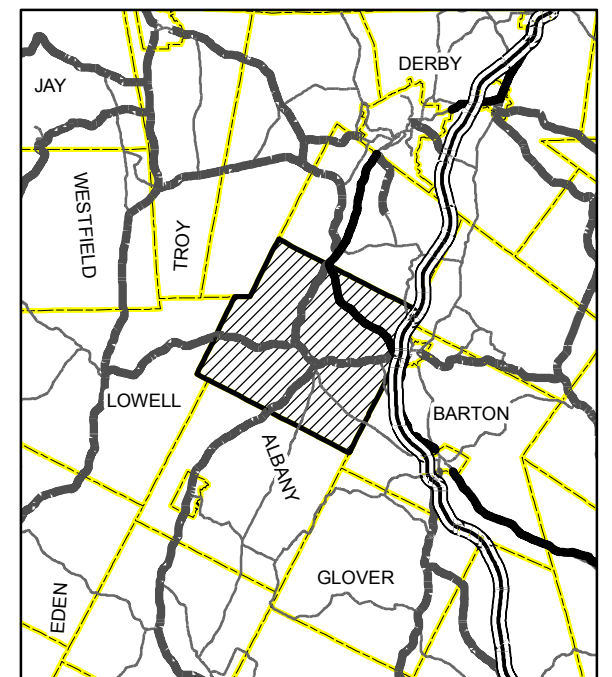 DERBY
JAY
WESTFIELD
TROY
LOWELL
BARTON
ALBANY
GLOVER
EDEN